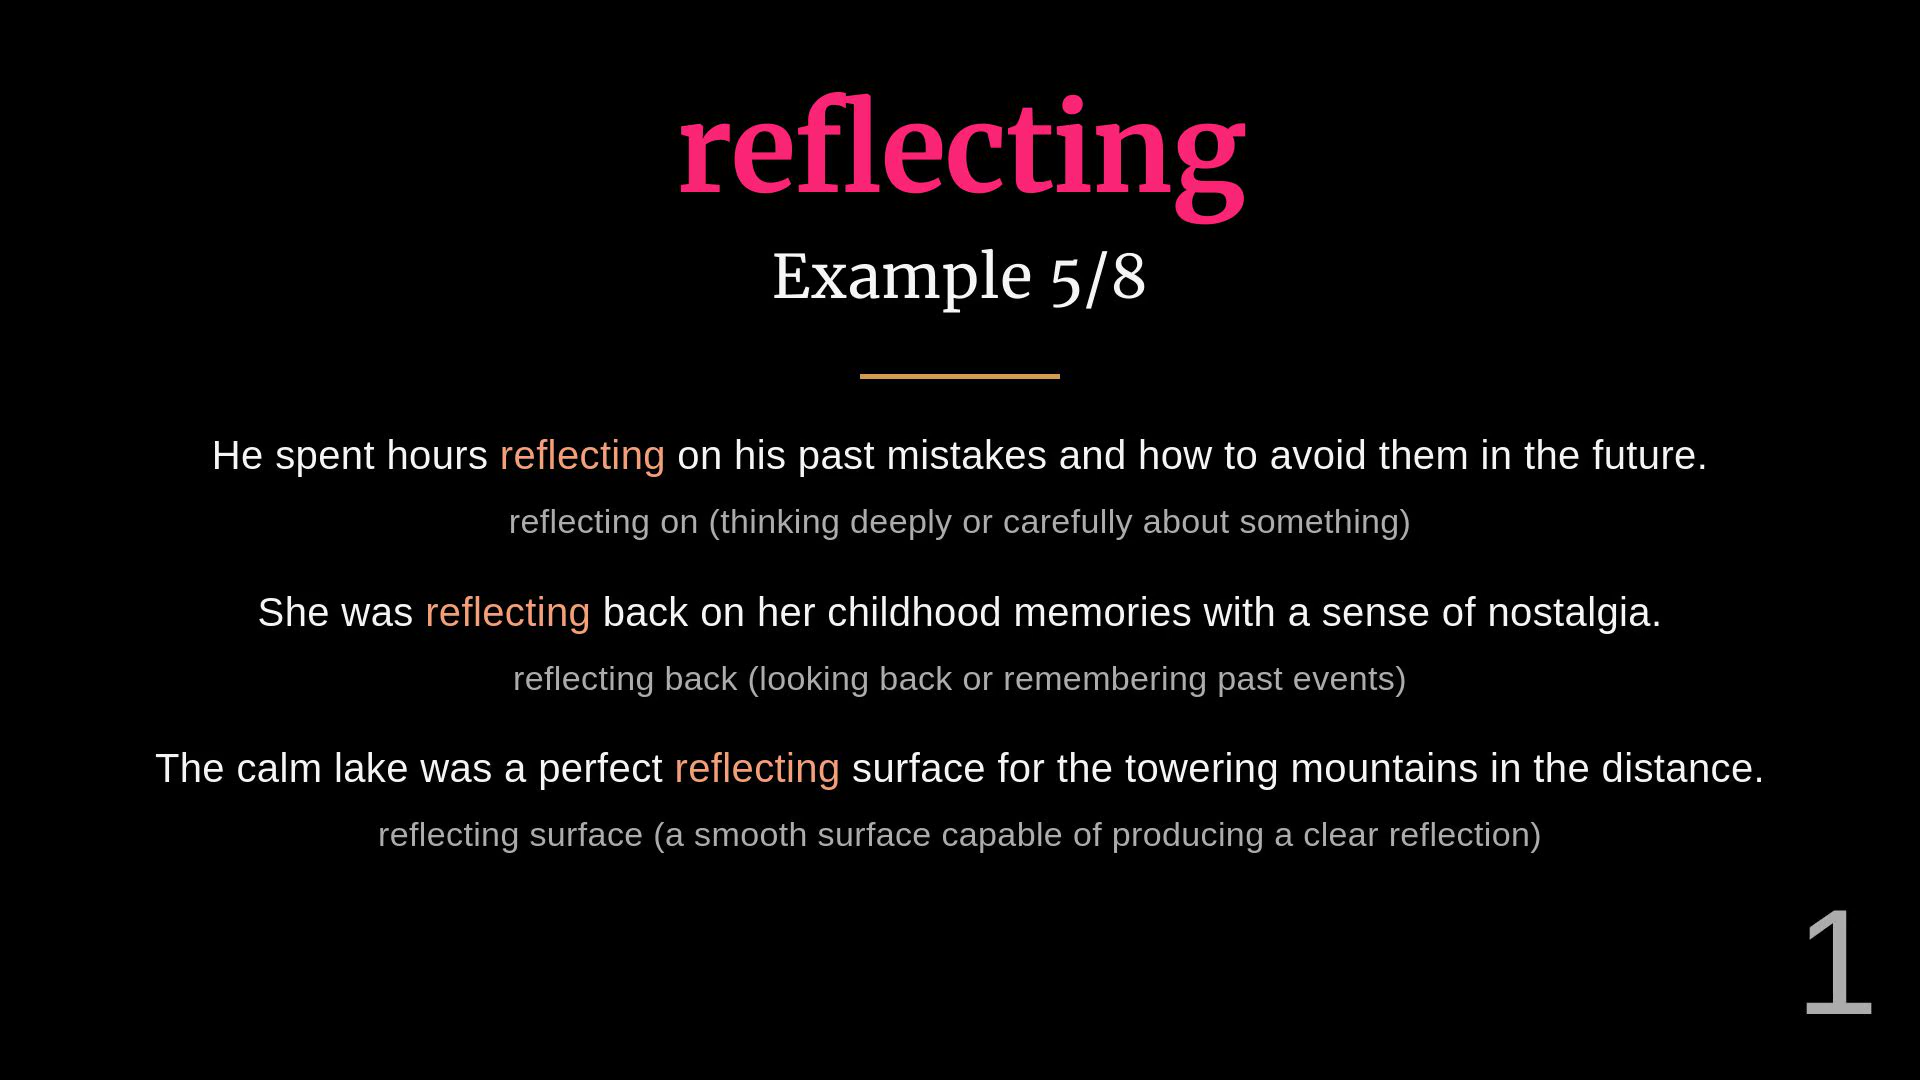 reflecting
Example 5/8
He spent hours reflecting on his past mistakes and how to avoid them in the future.
reflecting on (thinking deeply or carefully about something)
She was reflecting back on her childhood memories with a sense of nostalgia.
reflecting back (looking back or remembering past events)
The calm lake was a perfect reflecting surface for the towering mountains in the distance.
reflecting surface (a smooth surface capable of producing a clear reflection)
1